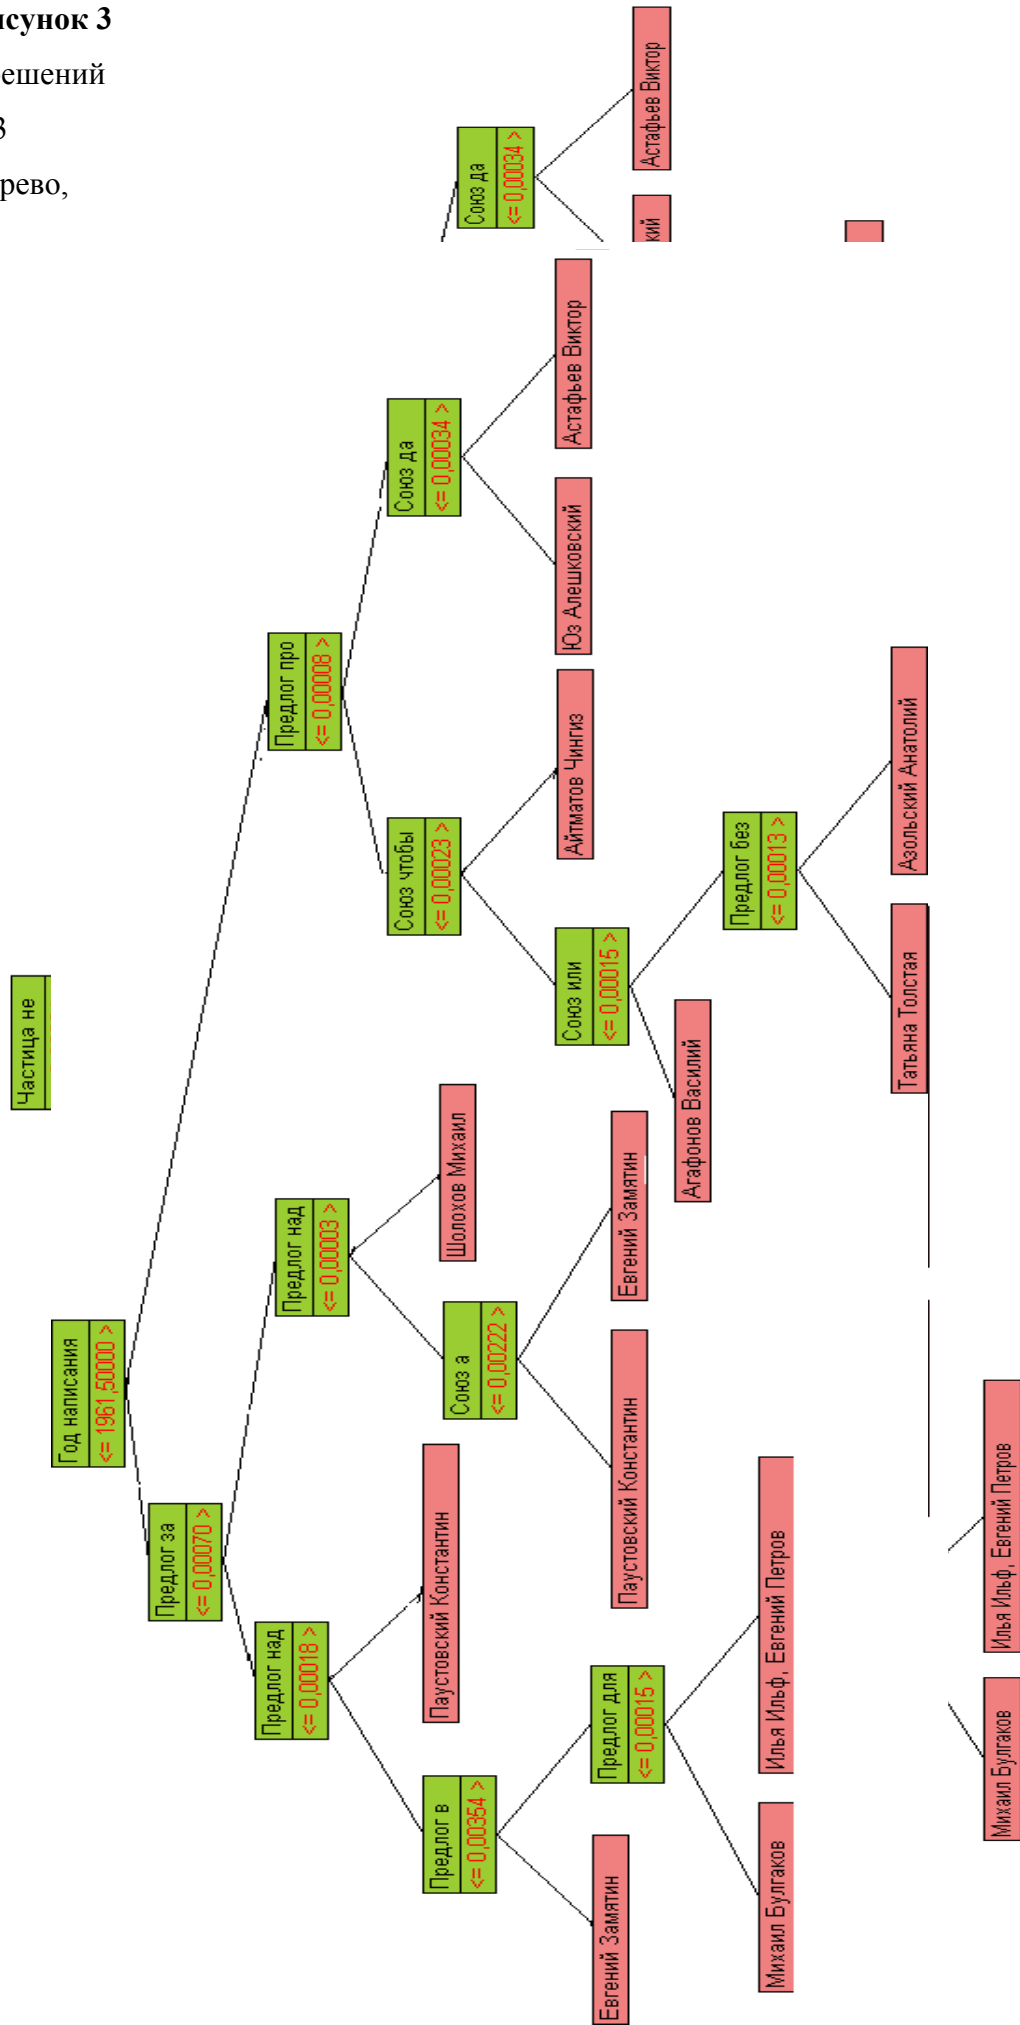 исунок 3
ешений
3
рево,
Союз да
<= 0,00034 >
Астафьев Виктор
кий
Частица не
Год написания
<= 1961,50000 >
Предлог за
<= 0,00070 >
Предлог про
<= 0,00008 >
Предлог над
<= 0,00018 >
Предлог над
<= 0,00003 >
Союз чтобы
<= 0,00023 >
Союз да
<= 0,00034 >
Предлог в
<= 0,00354 >
Паустовский Константин
Союз а
<= 0,00222 >
Шолохов Михаил
Союз или
<= 0,00015 >
Айтматов Чингиз
Юз Алешковский
Астафьев Виктор
Евгений Замятин
Предлог для
<= 0,00015 >
Паустовский Константин
Евгений Замятин
Агафонов Василий
Предлог без
<= 0,00013 >
Михаил Булгаков
Илья Ильф, Евгений Петров
Татьяна Толстая
Азольский Анатолий
Михаил Булгаков
Илья Ильф, Евгений Петров